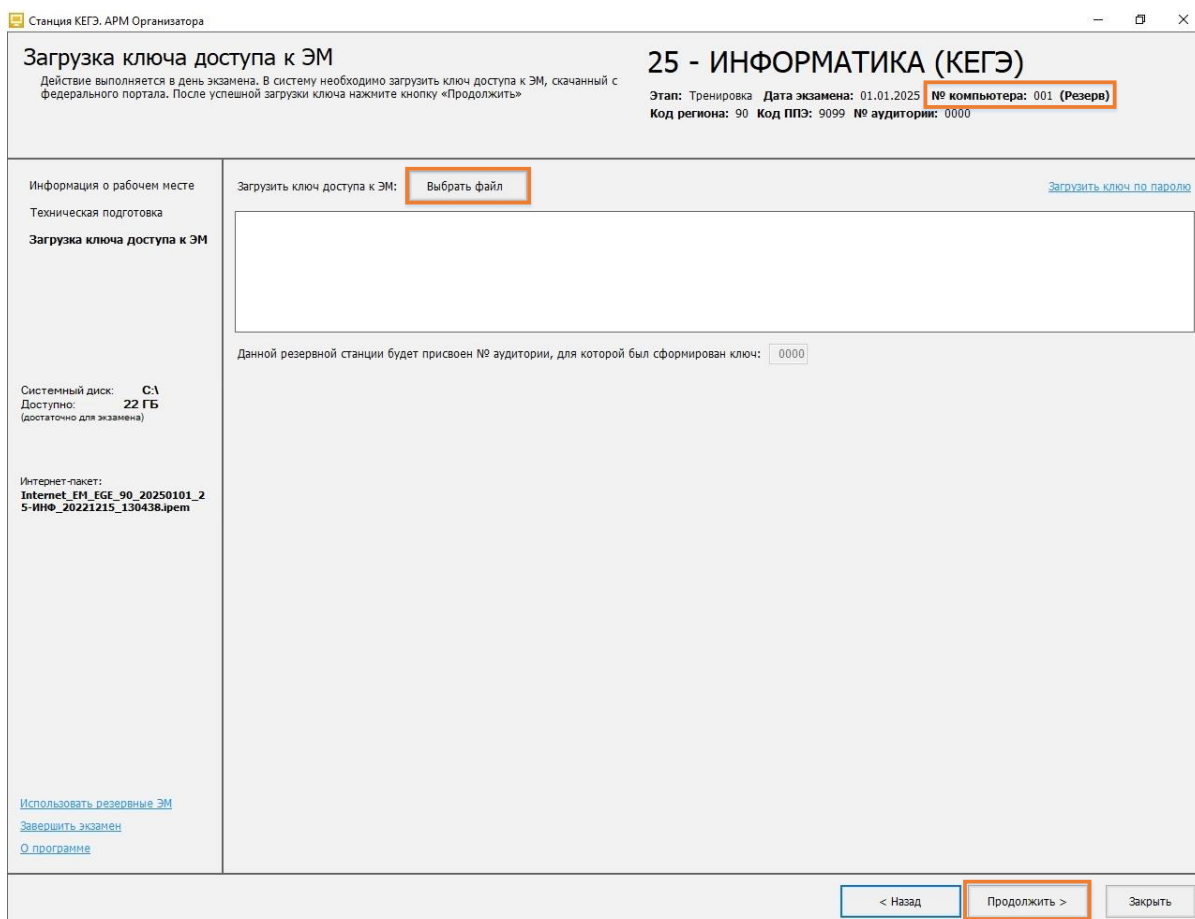 Станция КЕГЭ. АРМ Организатора
Загрузка ключа доступа к ЭМ
Действие выполняется в день экзамена. В систему необходимо загрузить ключ доступа к ЭМ, скачанный с
федерального портала. После успешной загрузки ключа нажмите кнопку «Продолжить»
25 - ИНФОРМАТИКА (КЕГЭ)
Этап: Тренировка Дата экзамена: 01.01.2025 № компьютера: 001 (Резерв)
Код региона: 90 Код ППЭ: 9099 № аудитории: 0000
Информация о рабочем месте
Техническая подготовка
Загрузка ключа доступа к ЭМ
Системный диск: C:\
Доступно: 22 ГБ
(достаточно для экзамена)
Интернет-пакет:
Internet_EM_EGE_90_20250101_2
5-ИНФ_20221215_130438.ipem
Использовать резервные ЭМ
Завершить экзамен
О программе
Загрузить ключ доступа к ЭМ: Выбрать файл
Загрузить ключ по паролю
Данной резервной станции будет присвоен № аудитории, для которой был сформирован ключ: 0000
< Назад
Продолжить >
Закрыть